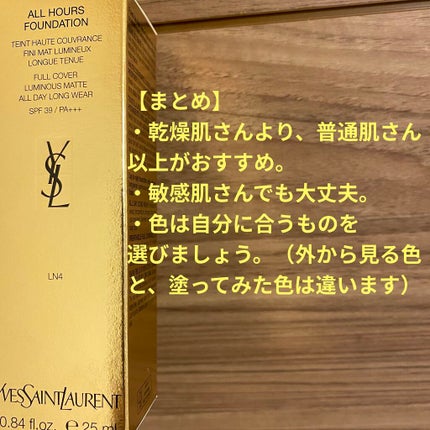 ALL HOURS
FOUNDATION
TEINT HAUTE COUVRANCE
FINI MAT LUMINEUX
LONGUE TENUE
FULL COVER
LUMINOUS MATTE
ALL DAY LONG WEAR
SPF 39 / PA+++
YSL
LN4
YVESSAINTLAURENT
0.84 fl.oz. e 25 ml
【まとめ】
・乾燥肌さんより、普通肌さん
以上がおすすめ。
・敏感肌さんでも大丈夫。
・色は自分に合うものを
選びましょう。（外から見る色
と、塗ってみた色は違います）